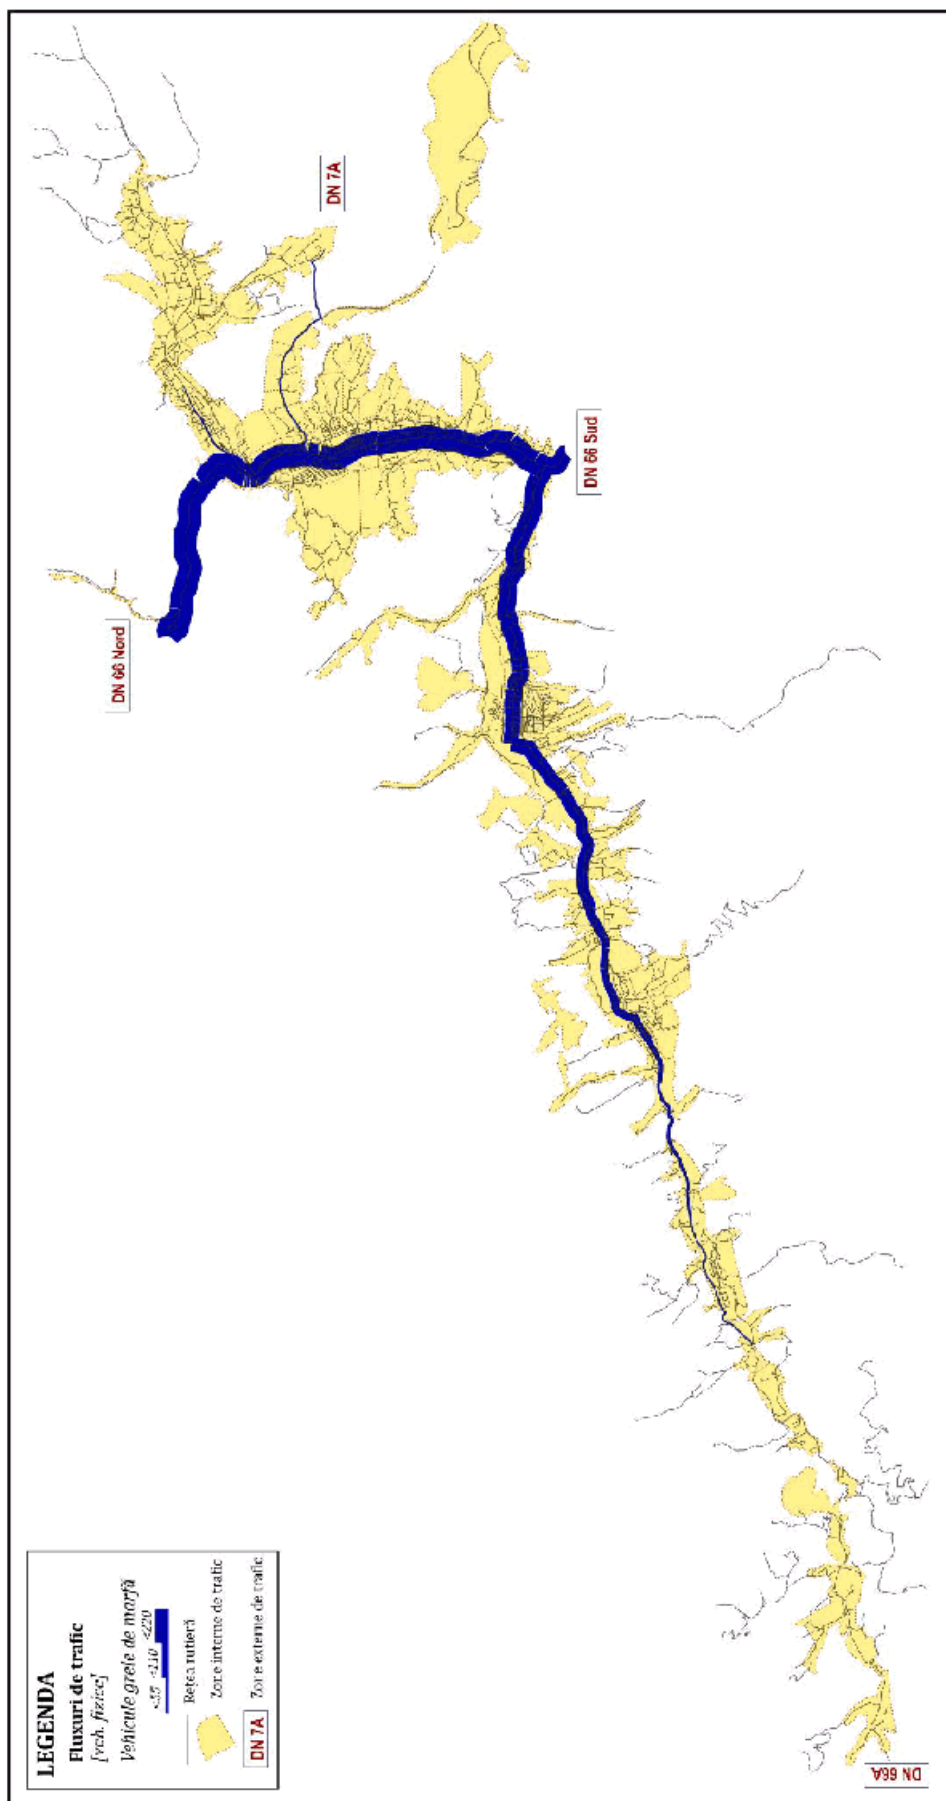 DN 7A
DN 66 Sud
DN 66 Nord
DN 66A
LEGENDA
Fluxuri de trafic
[veh. fizice]
Vehicule grele de marfă
<55 <110 <220
Rețea rutieră
Zone interne de trafic
DN 7A Zone externe de trafic